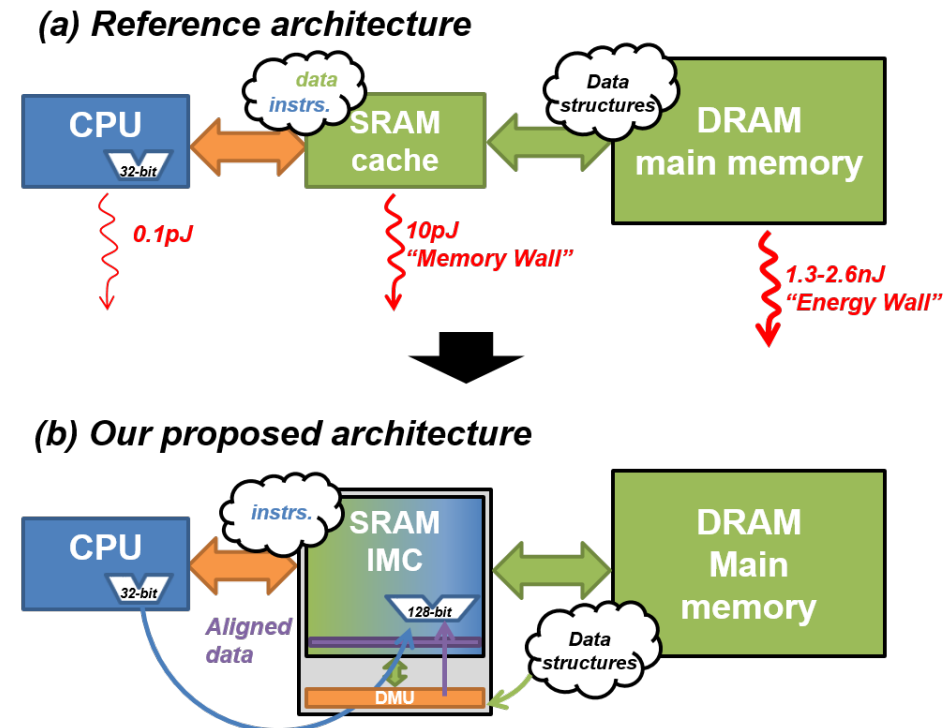 (a) Reference architecture
data
instrs.
Data
structures
CPU
32-bit
SRAM
cache
DRAM
main memory
0.1pJ
10pJ
“Memory Wall”
1.3-2.6nJ
“Energy Wall”
(b) Our proposed architecture
instrs.
CPU
32-bit
SRAM
IMC
128-bit
DRAM
Main
memory
Aligned
data
Data
structures
DMU